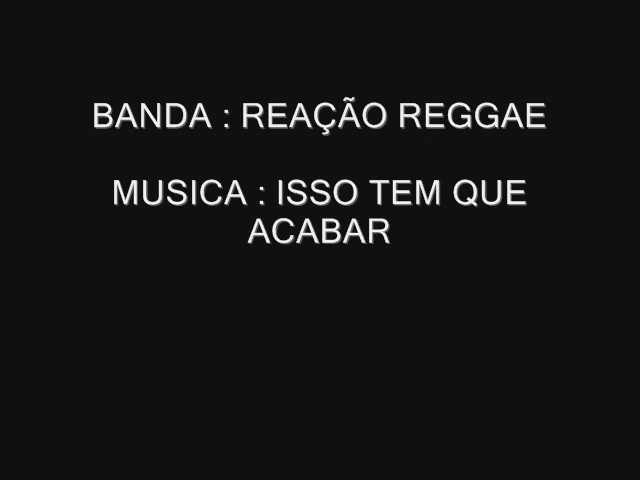 BANDA : REAÇÃO REGGAE
MUSICA : ISSO TEM QUE
ACABAR